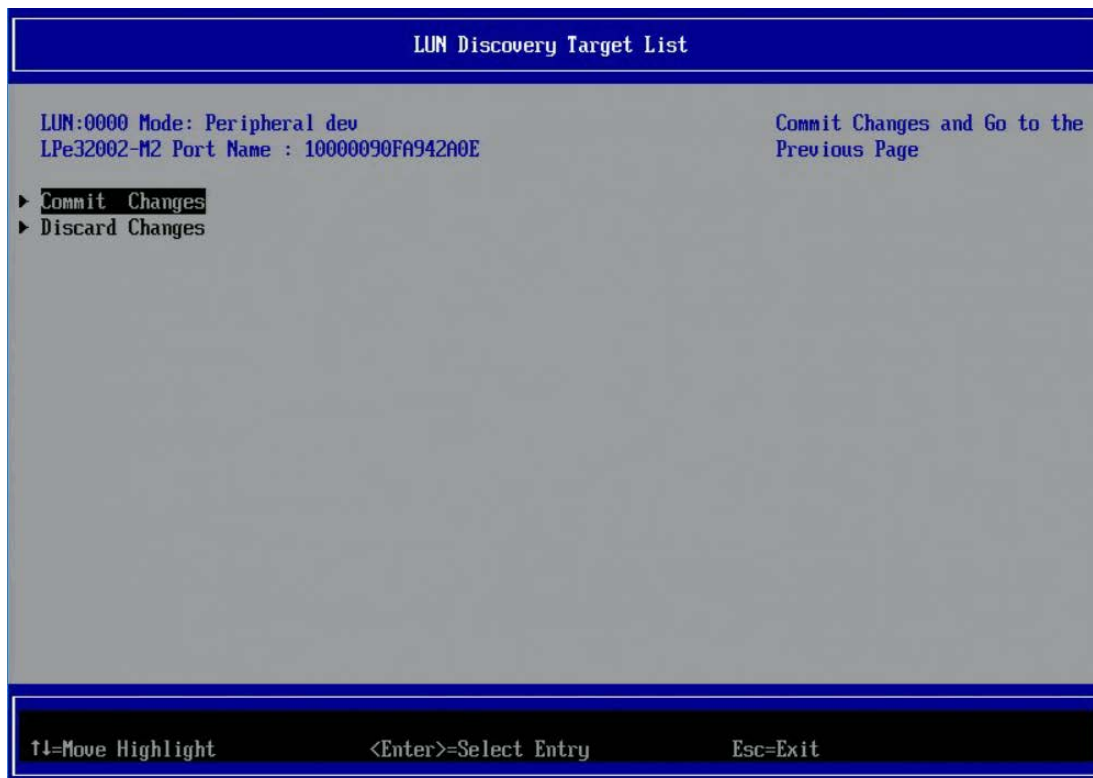 LUN Discovery Target List
LUN:0000 Mode: Peripheral dev
LPe32002-M2 Port Name : 10000090FA942A0E
Commit Changes and Go to the
Previous Page
Commit  Changes
Discard Changes
↑↓=Move Highlight
<Enter>=Select Entry
Esc=Exit